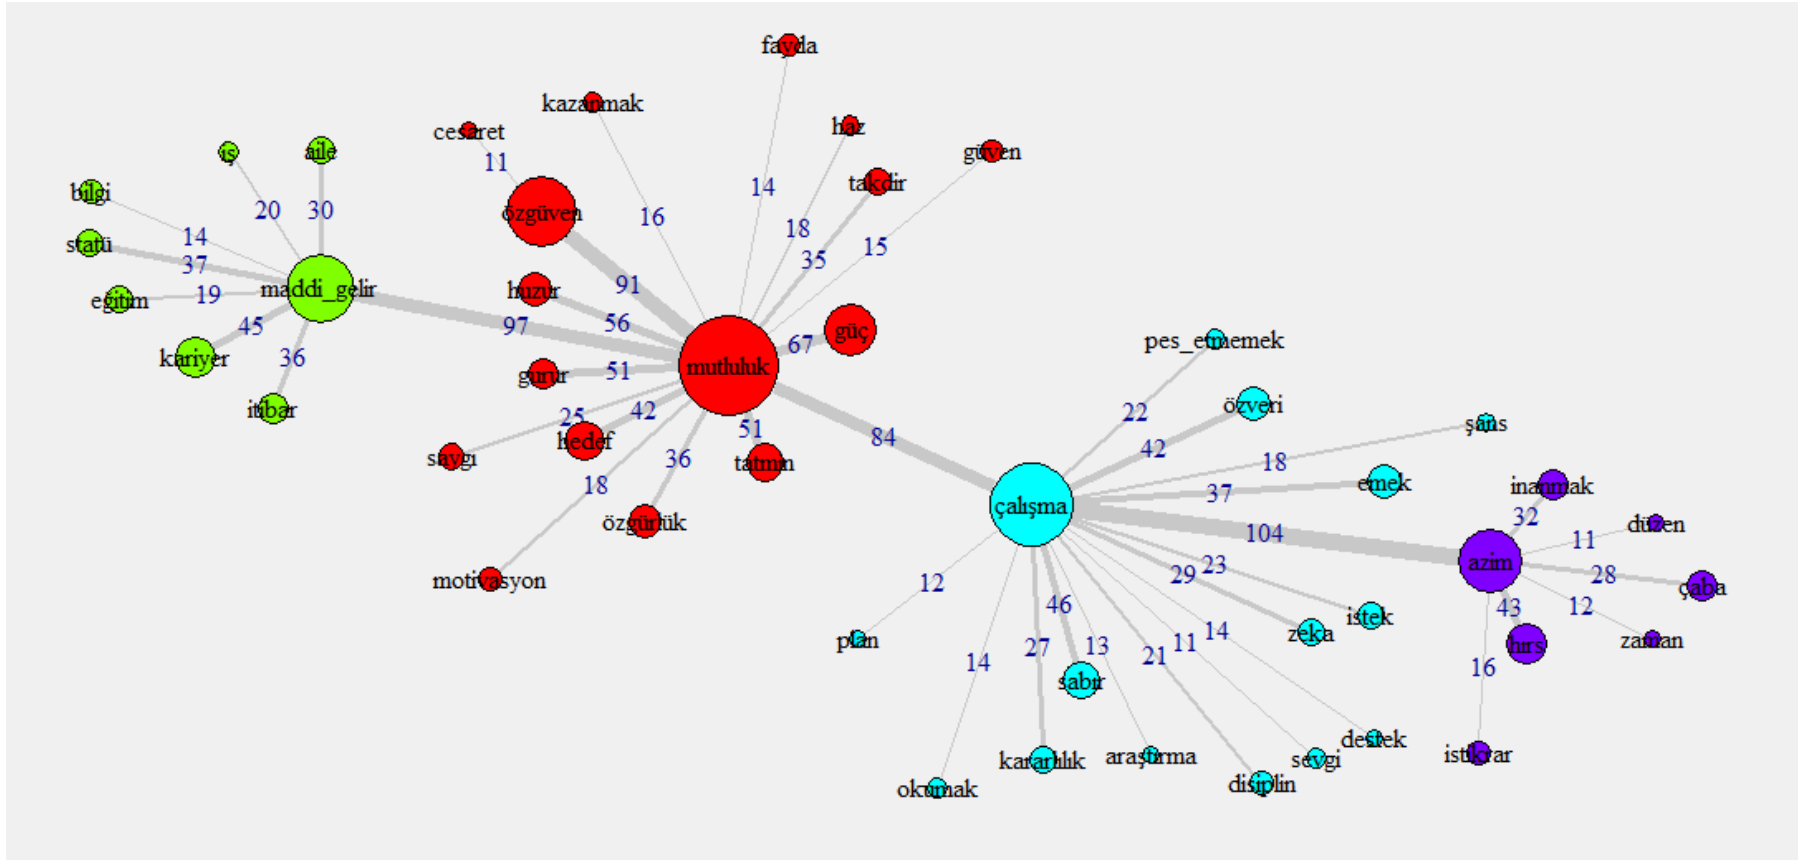 fayda
kazanmak
haz
cesaret
güven
iş
aile
11
takdir
bilgi
14
özgüven
20
30
16
18
14
15
statü
37
35
maddi_gelir
91
huzur
eğitim
19
56
97
45
güç
67
kariyer
36
pes_etmemek
mutluluk
gurur
51
itibar
25
42
22
özveri
hedef
51
84
şans
saygı
36
tatmin
42
18
18
emek
37
inanmak
özgürlük
çalışma
32
düzen
104
11
azim
motivasyon
23
28
12
29
çaba
46
43
12
istek
plan
27
13
14
zeka
hırs
zaman
11
21
14
16
sabır
destek
kararlılık
araştırma
sevgi
istikrar
okumak
disiplin